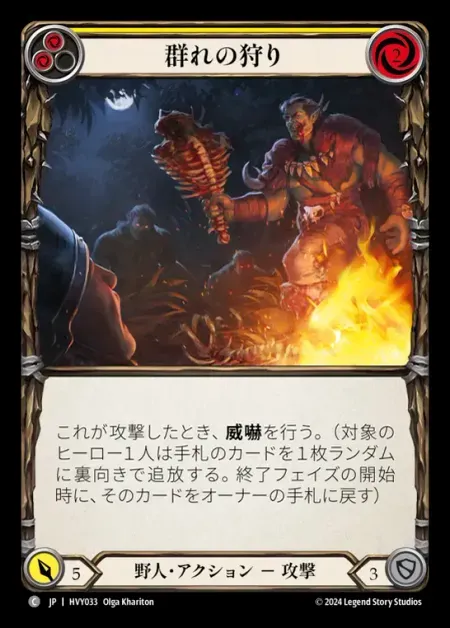 群れの狩り
2
これが攻撃したとき、威嚇を行う。（対象の
ヒーロー1人は手札のカードを1枚ランダム
に裏向きで追放する。終了フェイズの開始
時に、そのカードをオーナーの手札に戻す）
5
野人・アクション － 攻撃
3
C JP | HVY033 Olga Khariton
© 2024 Legend Story Studios